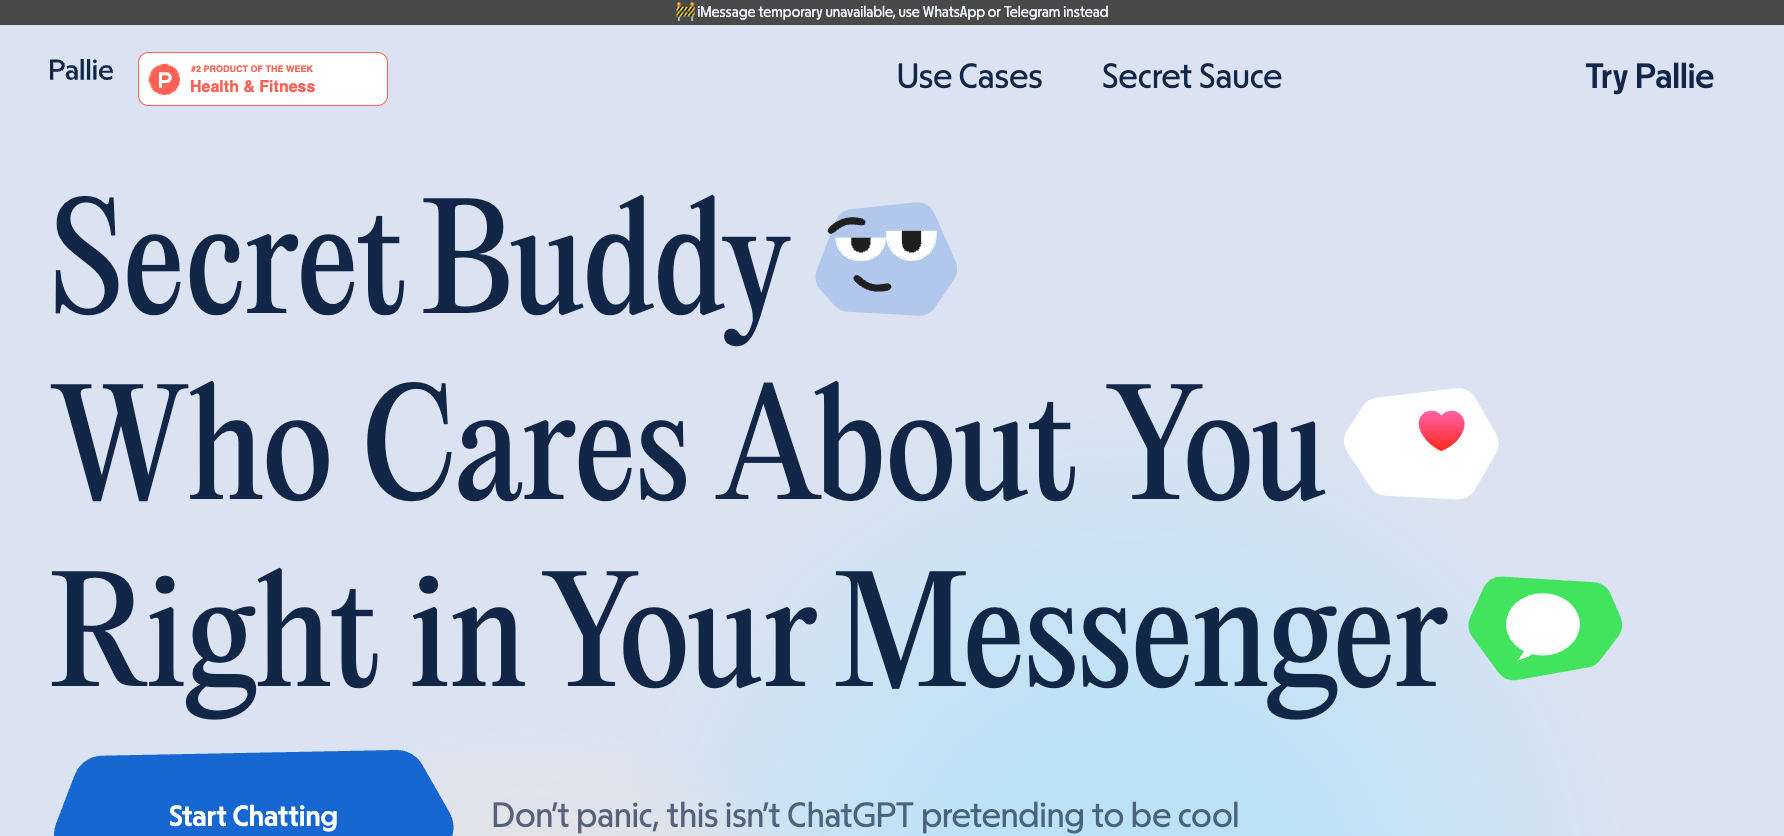 🚧iMessage temporary unavailable, use WhatsApp or Telegram instead
Pallie
#2 PRODUCT OF THE WEEK
Health & Fitness
Use Cases
Secret Sauce
Try Pallie
Secret Buddy
Who Cares About You
Right in Your Messenger
Start Chatting
Don’t panic, this isn’t ChatGPT pretending to be cool